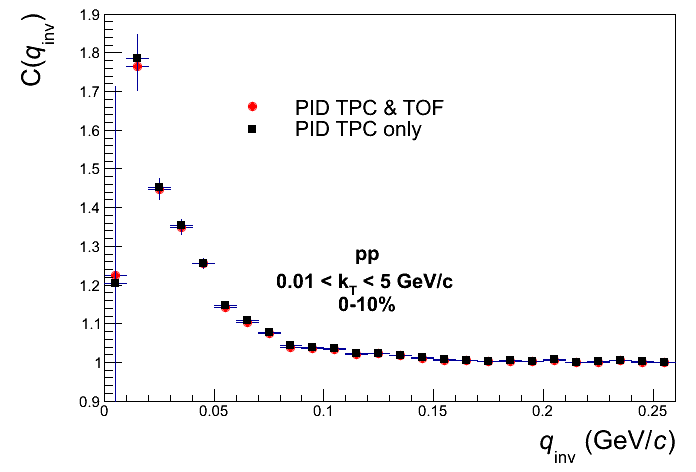 C(q_inv)
1.9
1.8
1.7
1.6
1.5
1.4
1.3
1.2
1.1
1
0.9
PID TPC & TOF
PID TPC only
pp
0.01 < k_T < 5 GeV/c
0-10%
0 0.05 0.1 0.15 0.2 0.25
q_inv (GeV/c)